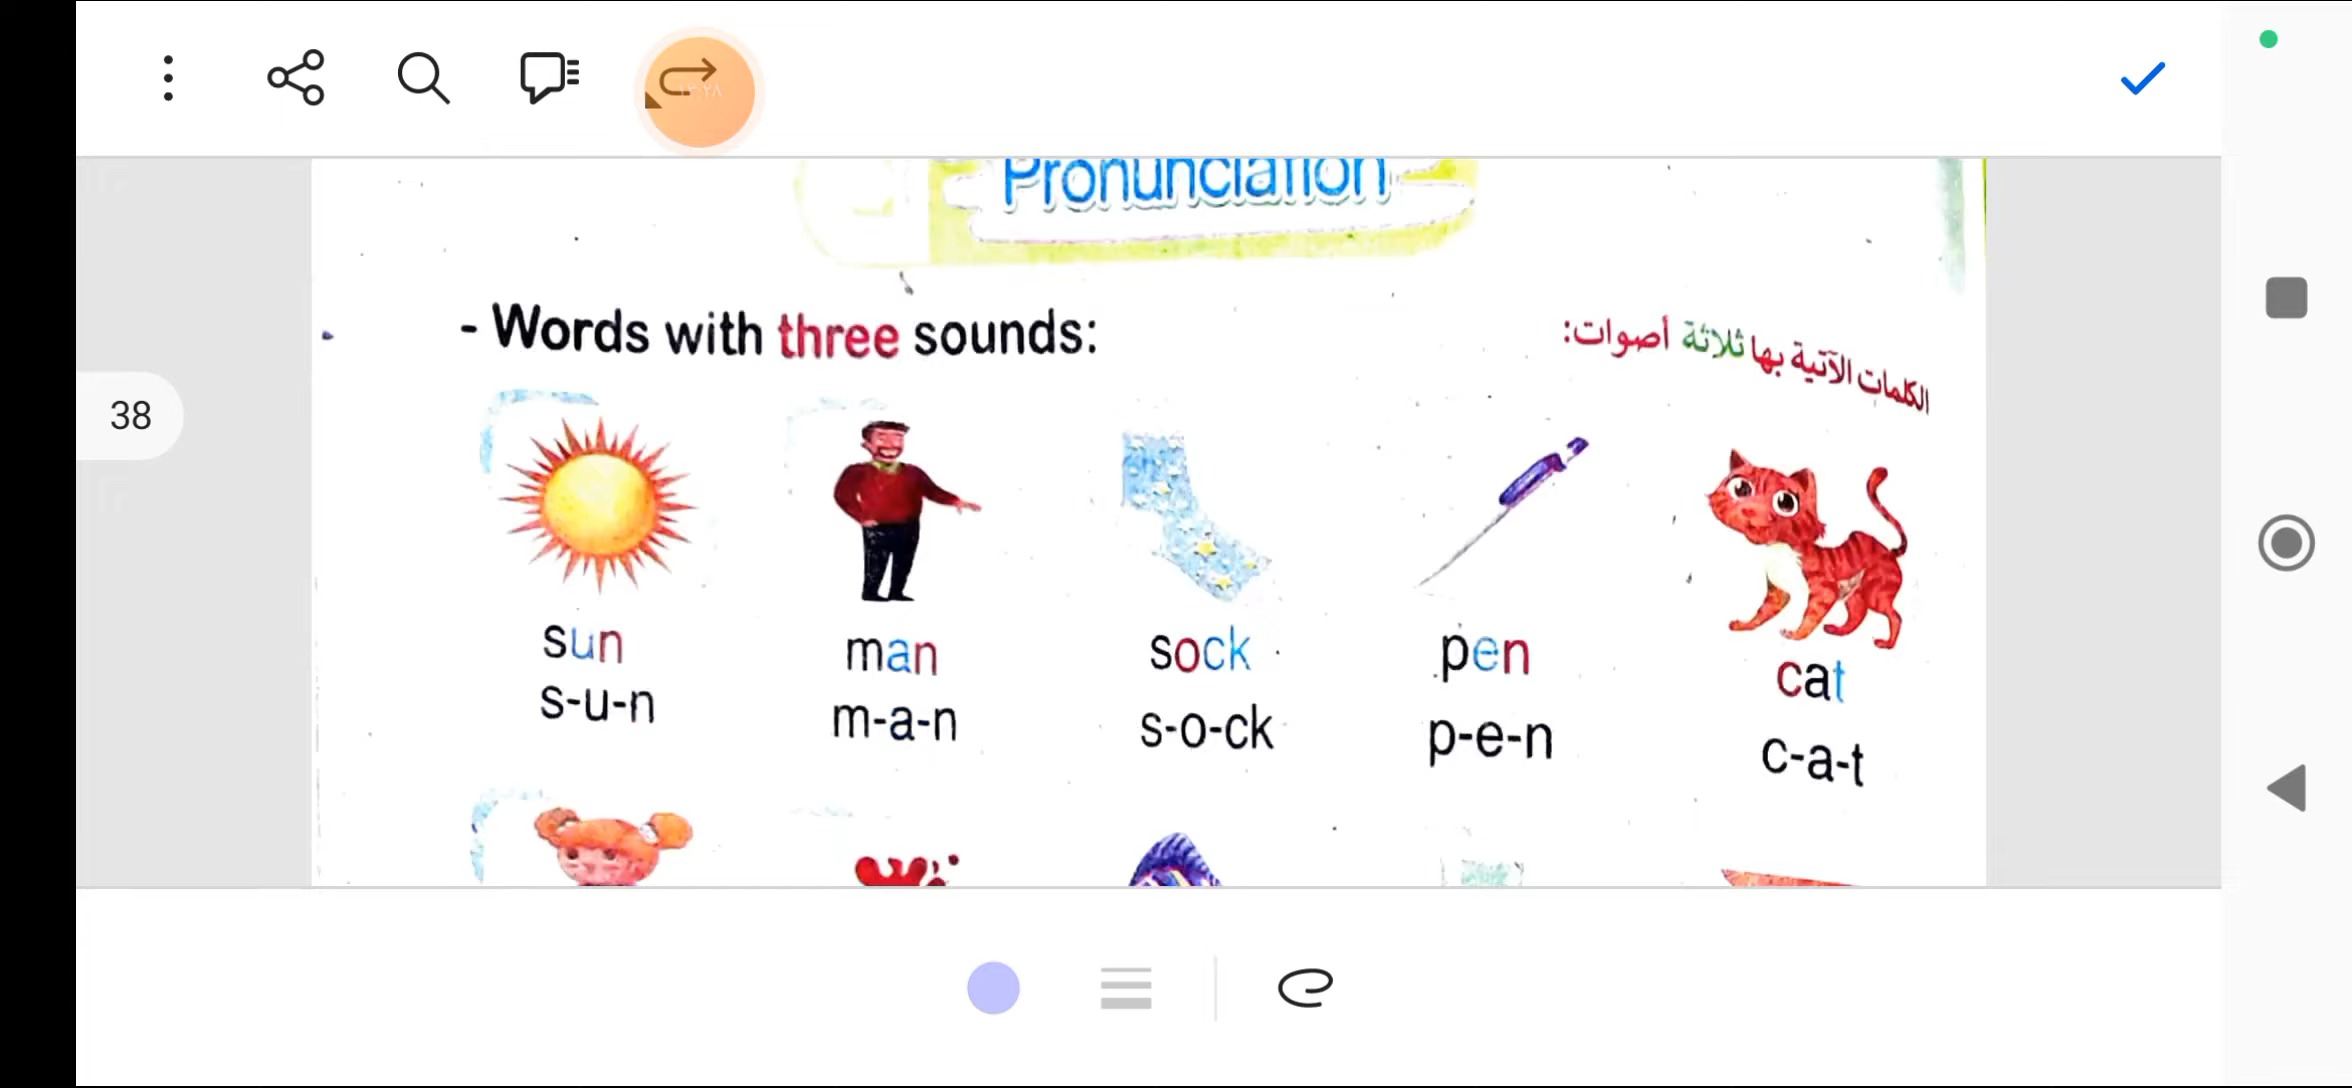 Pronunciation
- Words with three sounds:
الكلمات الآتية بها ثلاثة أصوات:
38
sun man sock pen cat
s-u-n m-a-n s-o-ck p-e-n c-a-t